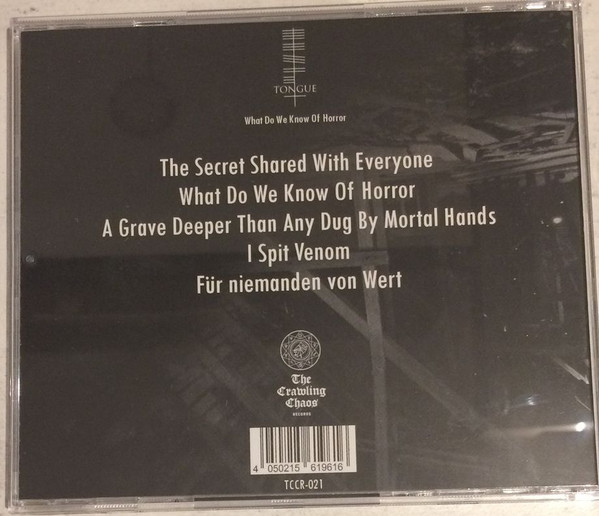 TONGUE
What Do We Know Of Horror
The Secret Shared With Everyone
What Do We Know Of Horror
A Grave Deeper Than Any Dug By Mortal Hands
I Spit Venom
Für niemanden von Wert
The
Crawling
Chaos
RECORDS
4 050215 619616
TCCR-021